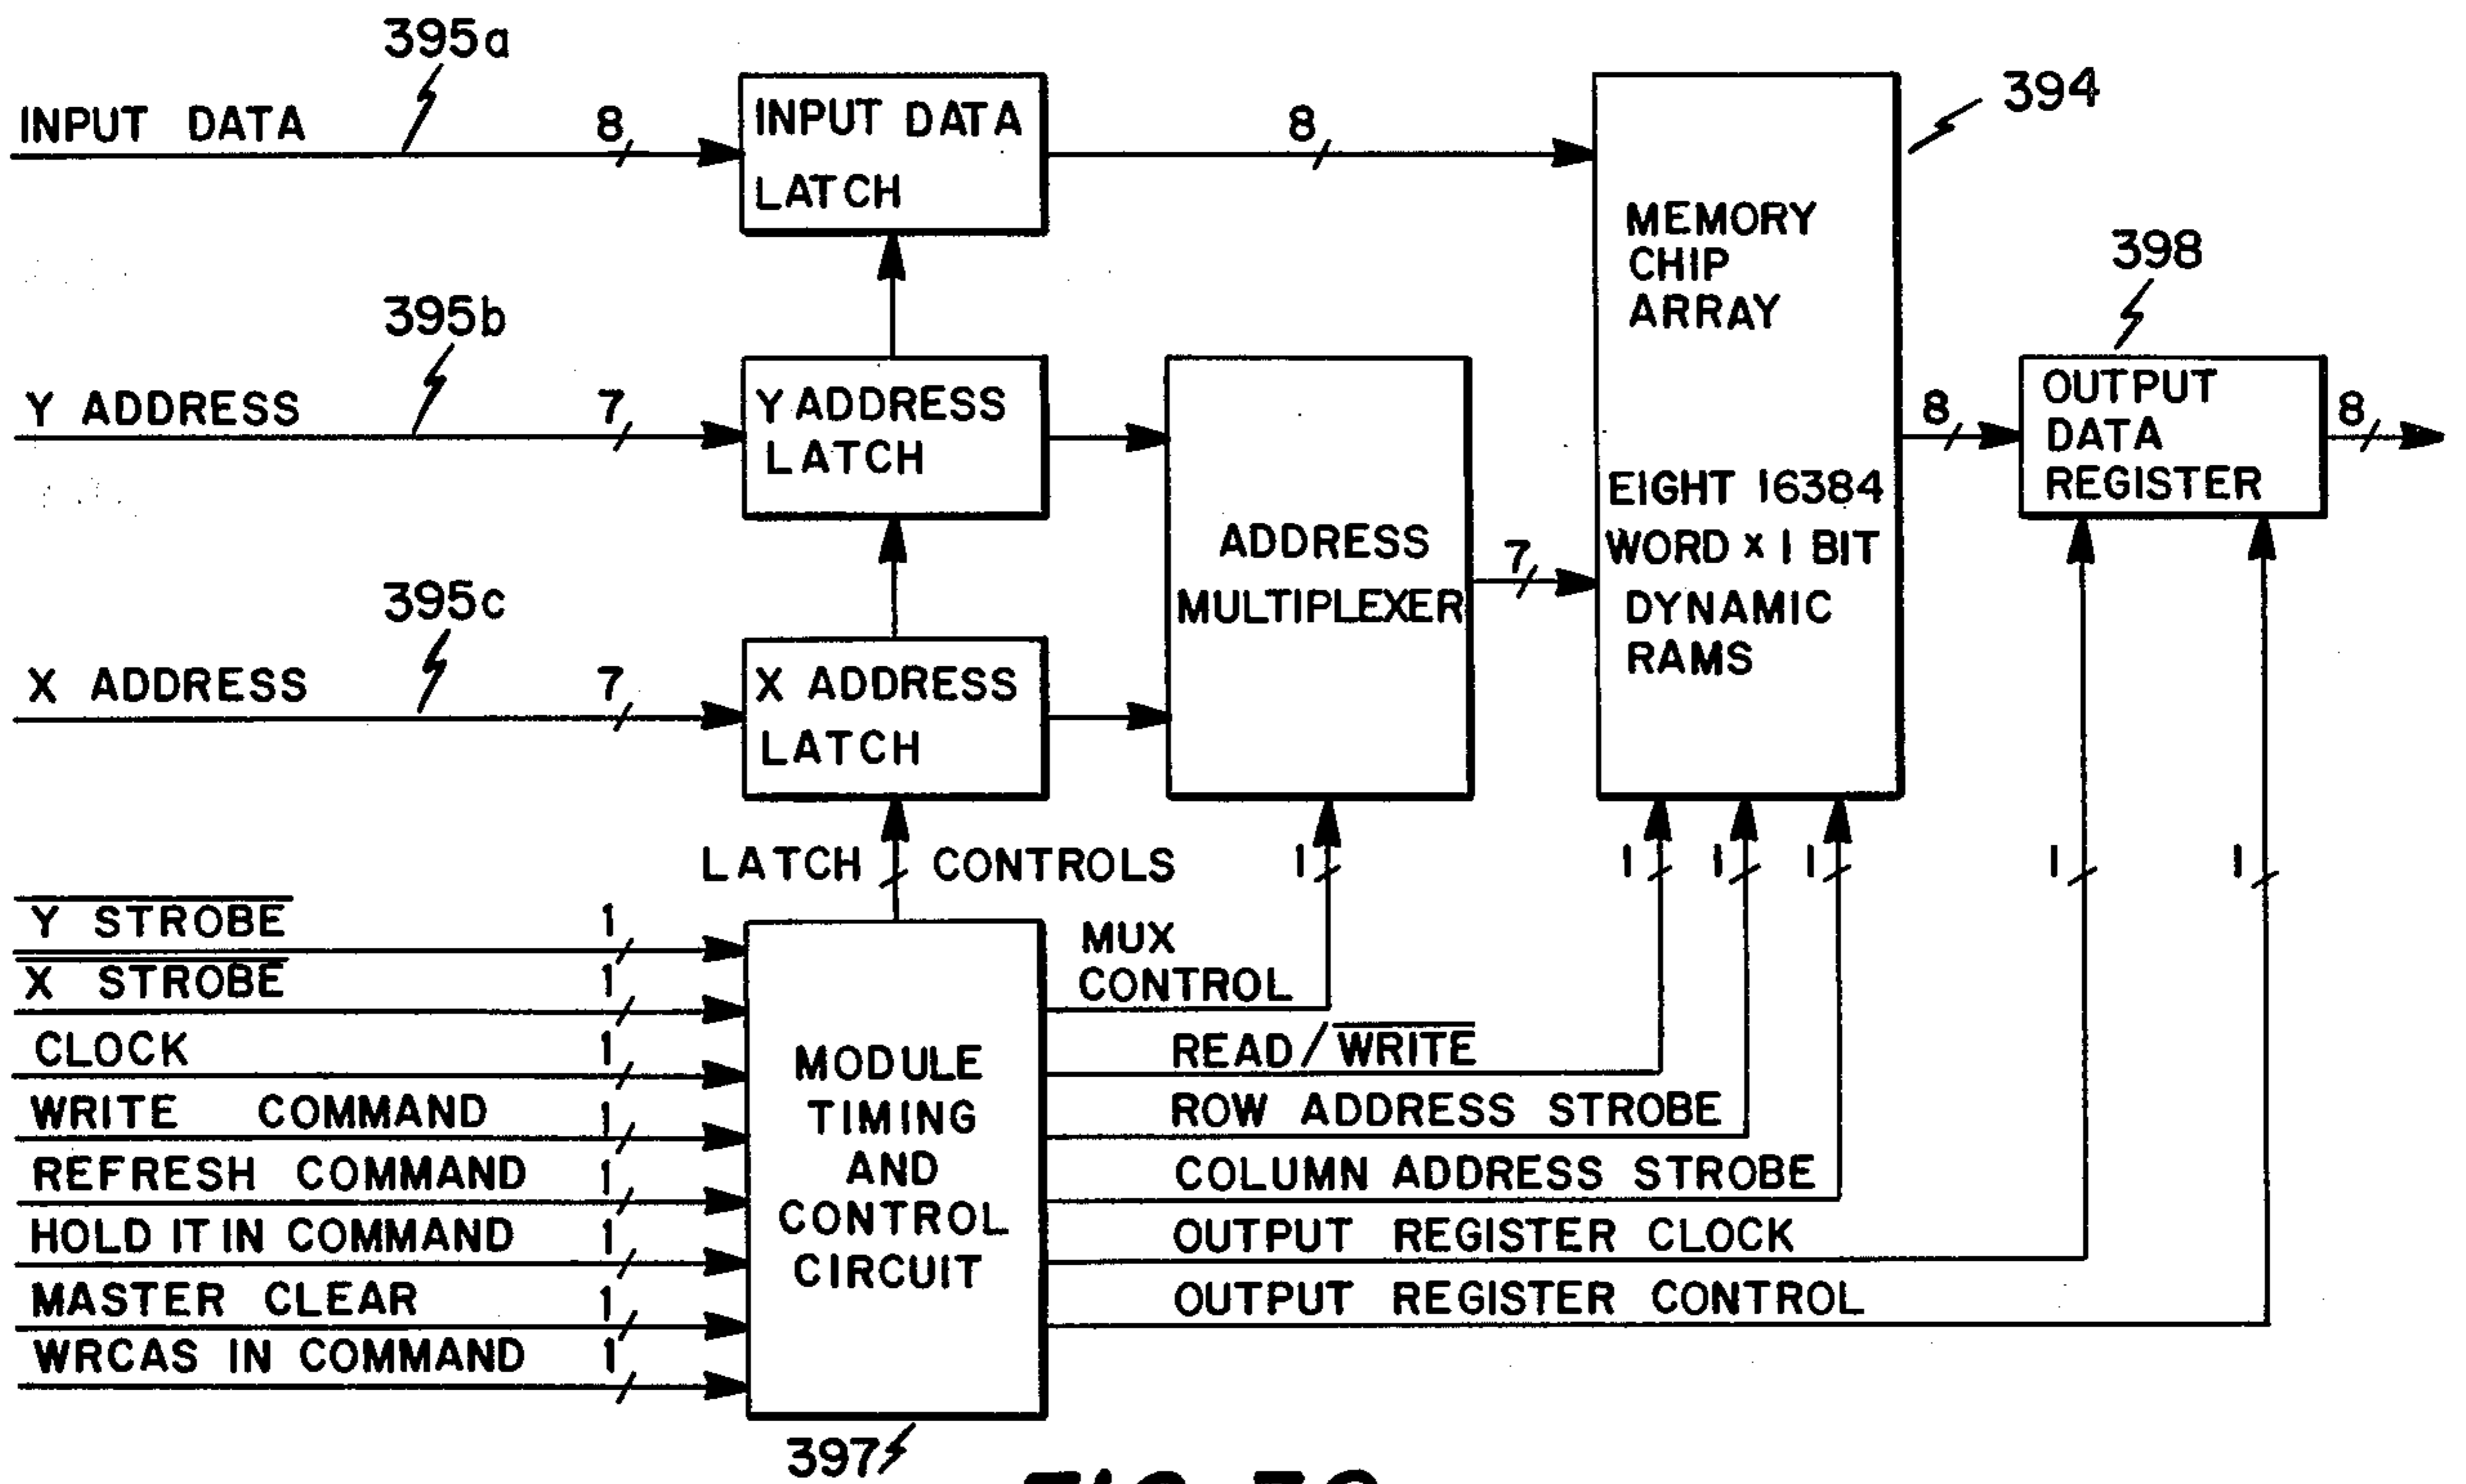 395a
INPUT DATA
8
INPUT DATA
LATCH
8
394
MEMORY
CHIP
ARRAY
EIGHT 16384
WORD x 1 BIT
DYNAMIC
RAMS
398
OUTPUT
DATA
REGISTER
8
8
395b
Y ADDRESS
7
Y ADDRESS
LATCH
ADDRESS
MULTIPLEXER
7
395c
X ADDRESS
7
X ADDRESS
LATCH
LATCH CONTROLS
1
1
1
1
1
1
Y STROBE
1
X STROBE
1
CLOCK
1
WRITE COMMAND
1
REFRESH COMMAND
1
HOLD IT IN COMMAND
1
MASTER CLEAR
1
WRCAS IN COMMAND
1
MODULE
TIMING
AND
CONTROL
CIRCUIT
MUX
CONTROL
READ/WRITE
ROW ADDRESS STROBE
COLUMN ADDRESS STROBE
OUTPUT REGISTER CLOCK
OUTPUT REGISTER CONTROL
397